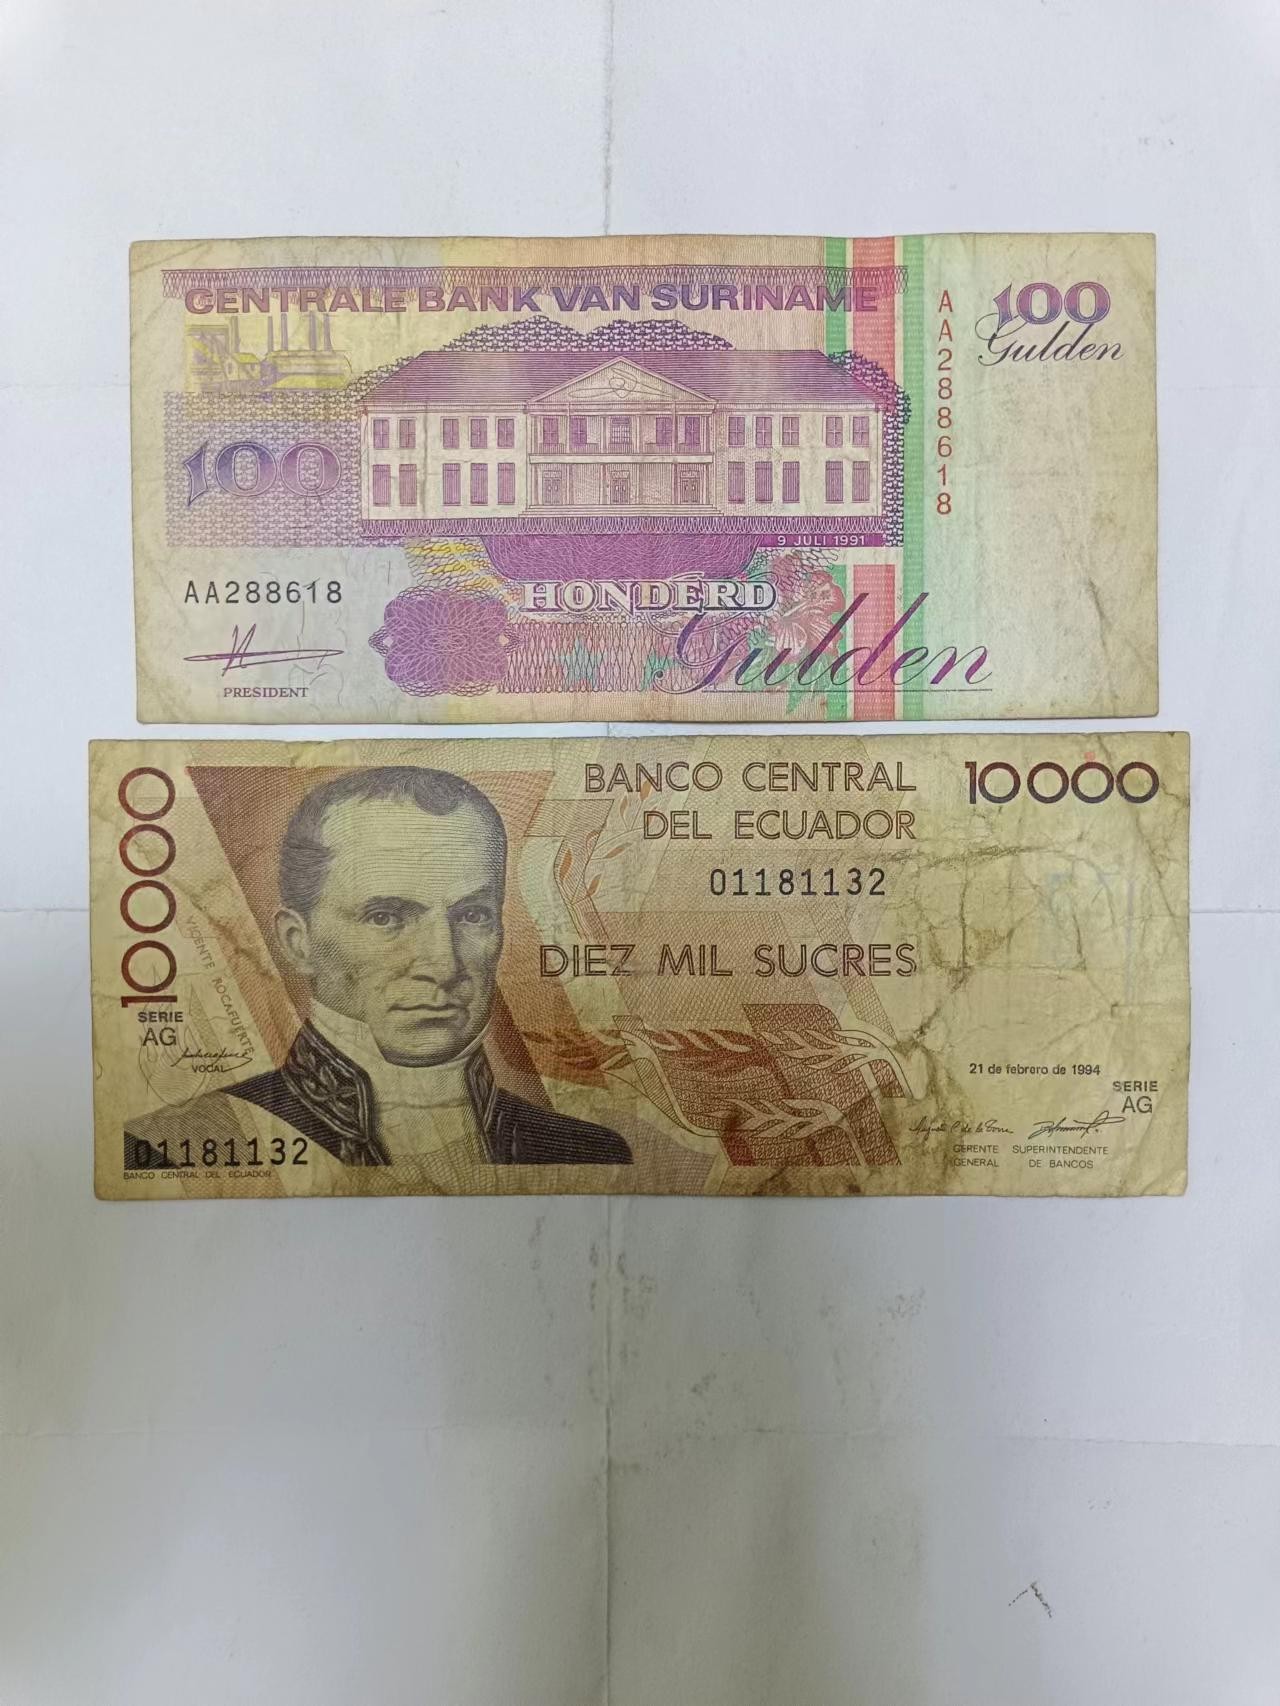 CENTRALE BANK VAN SURINAME
100
Gulden
AA288618
100
9 JULI 1991
AA288618
HONDERD
Gulden
PRESIDENT
10000
BANCO CENTRAL
DEL ECUADOR
10000
01181132
DIEZ MIL SUCRES
VICENTE ROCAFUERTE
SERIE
AG
VOCAL
21 de febrero de 1994
SERIE
AG
01181132
BANCO CENTRAL DEL ECUADOR
GERENTE SUPERINTENDENTE
GENERAL DE BANCOS